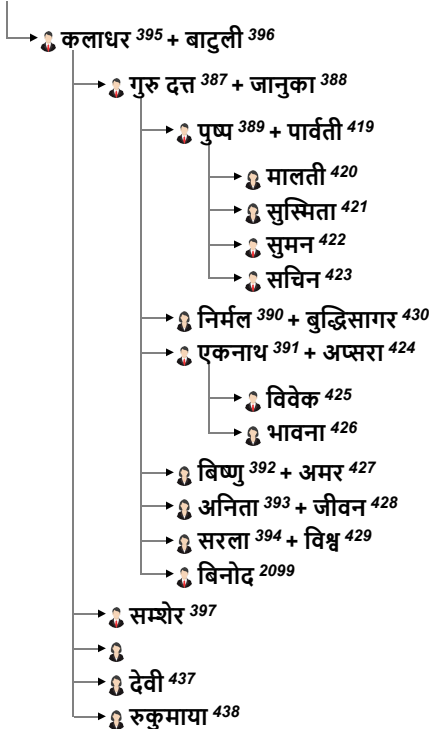 कलाधर 395 + बाटुली 396
गुरु दत्त 387 + जानुका 388
पुष्प 389 + पार्वती 419
मालती 420
सुस्मिता 421
सुमन 422
सचिन 423
निर्मल 390 + बुद्धिसागर 430
एकनाथ 391 + अप्सरा 424
विवेक 425
भावना 426
बिष्णु 392 + अमर 427
अनिता 393 + जीवन 428
सरला 394 + विश्व 429
बिनोद 2099
सम्शेर 397
देवी 437
रुकुमाया 438